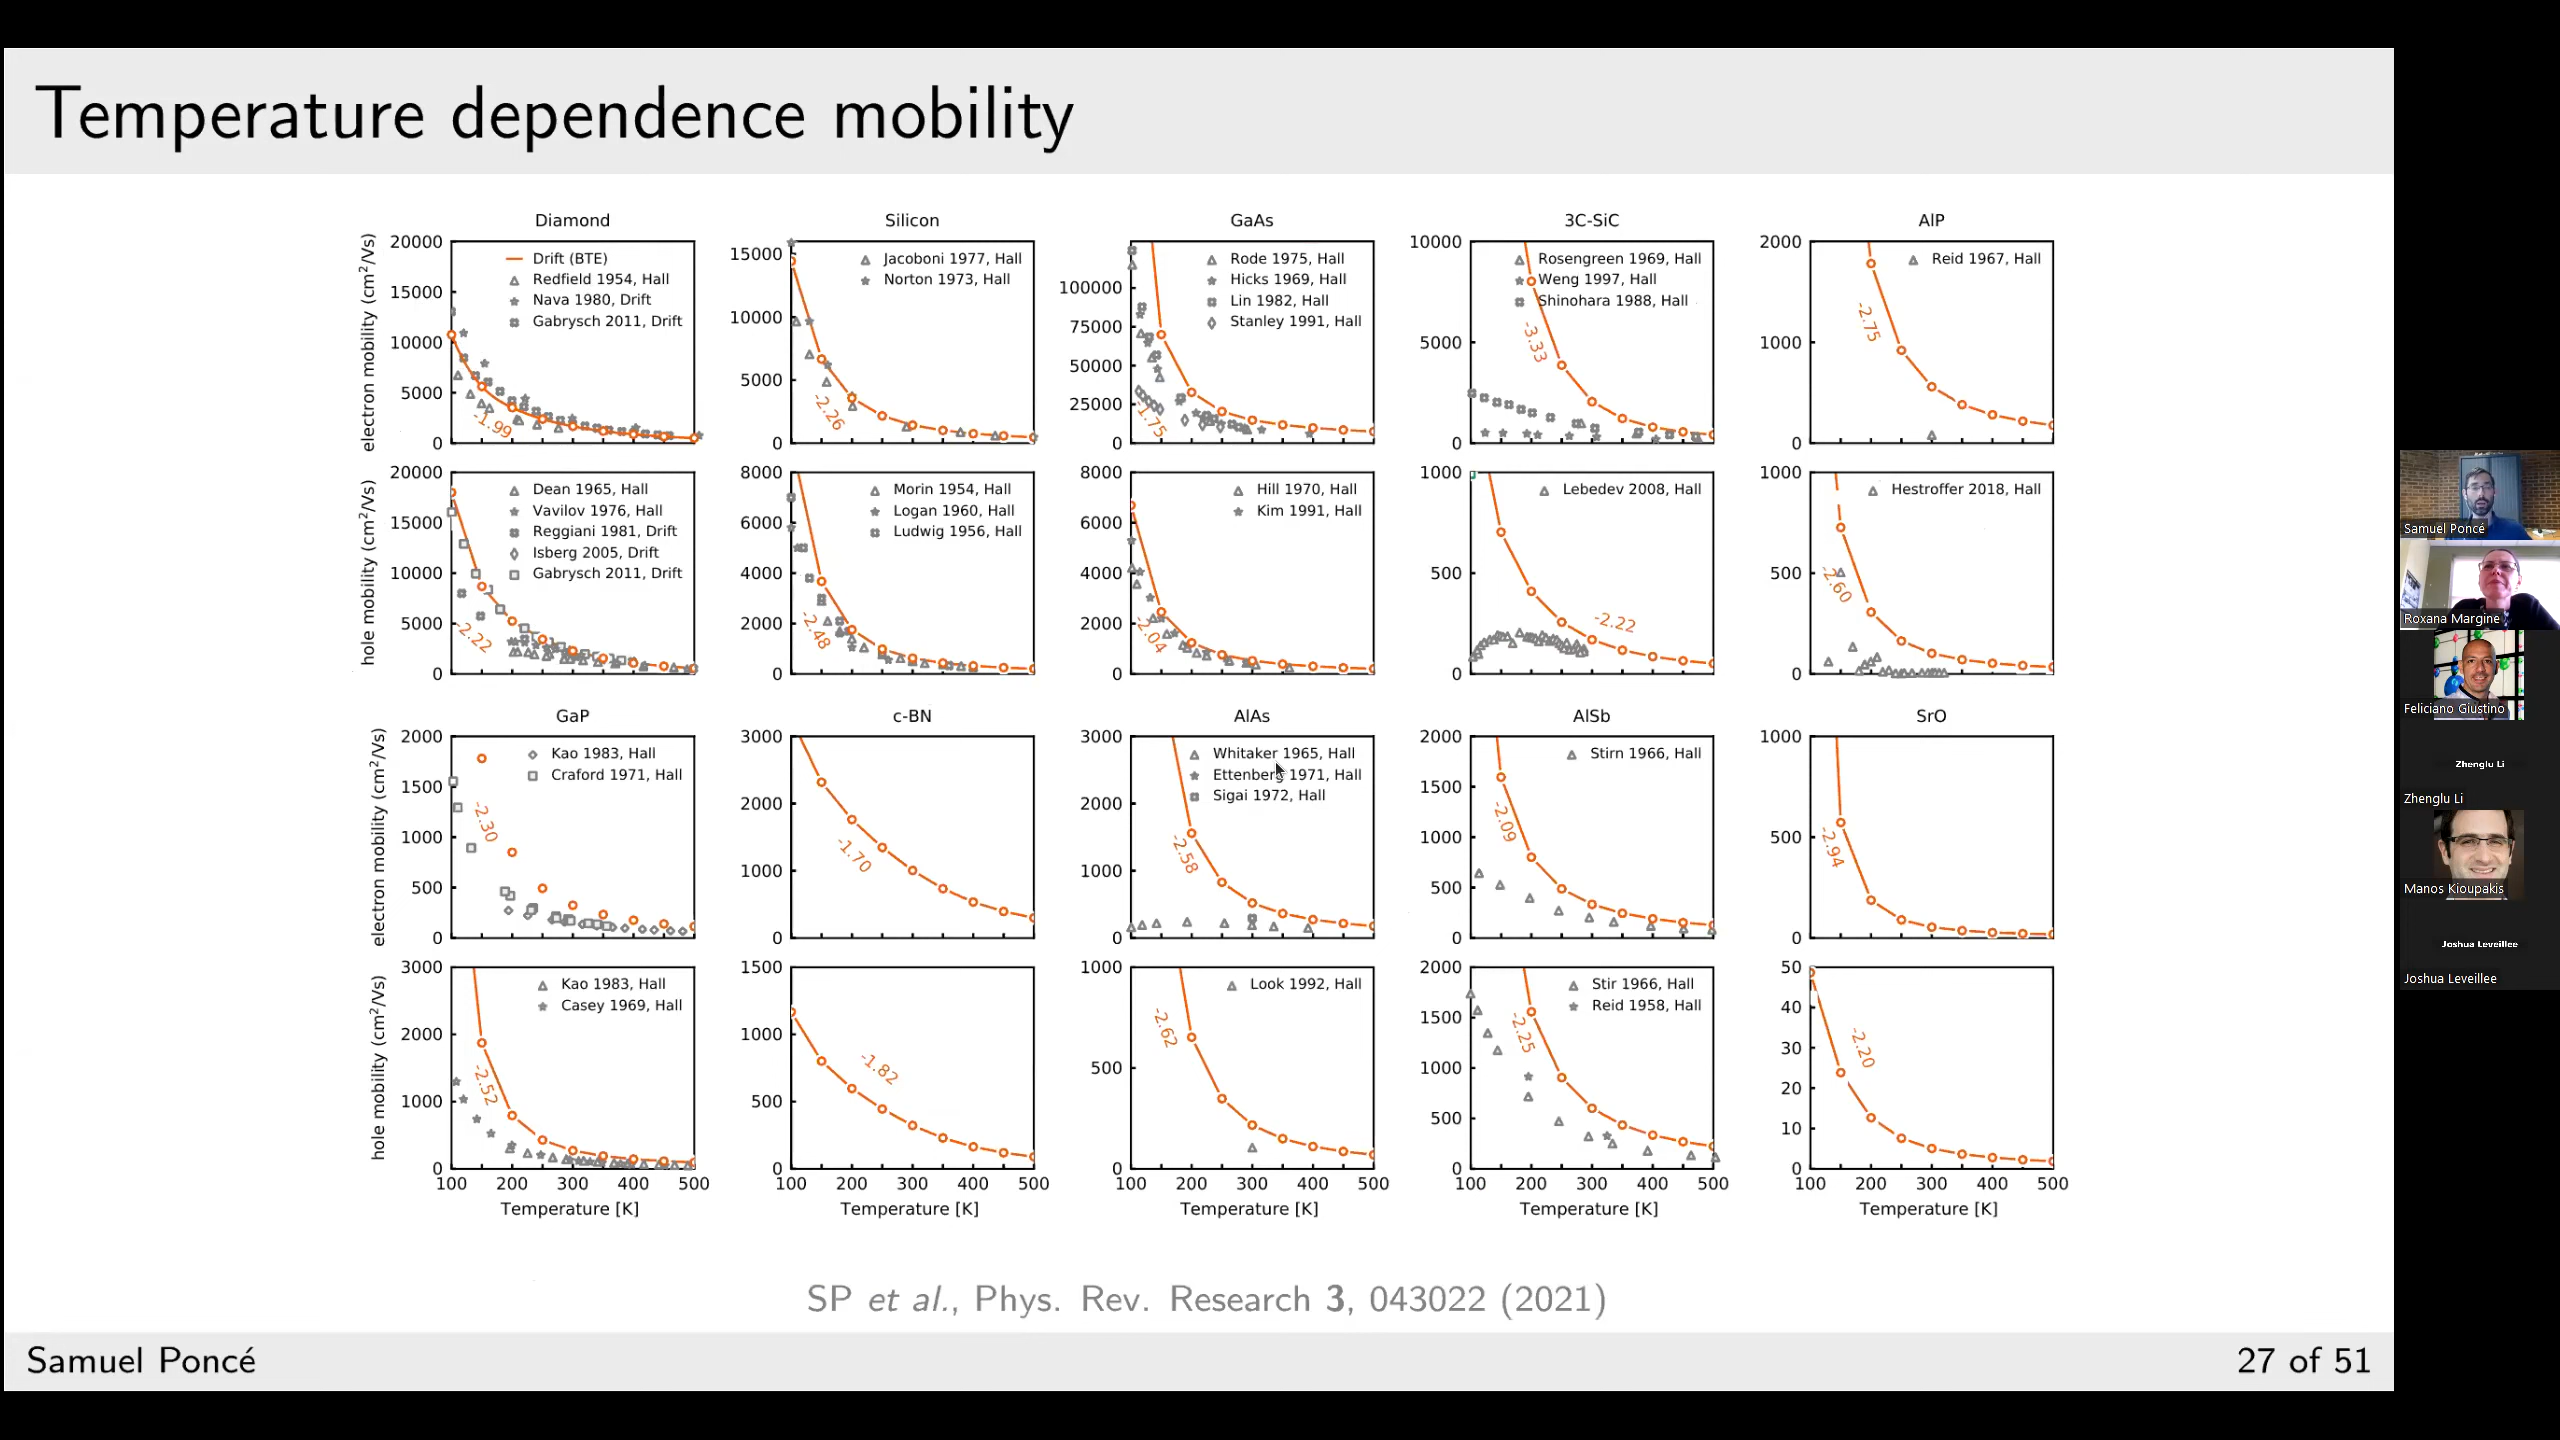 Temperature dependence mobility
Diamond
electron mobility (cm²/Vs)
20000
15000
10000
5000
0
Drift (BTE)
Redfield 1954, Hall
Nava 1980, Drift
Gabrysch 2011, Drift
-1.99
Silicon
15000
10000
5000
0
Jacoboni 1977, Hall
Norton 1973, Hall
-2.26
GaAs
100000
75000
50000
25000
0
Rode 1975, Hall
Hicks 1969, Hall
Lin 1982, Hall
Stanley 1991, Hall
-1.75
3C-SiC
10000
5000
0
Rosengreen 1969, Hall
Weng 1997, Hall
Shinohara 1988, Hall
-3.33
AlP
2000
1000
0
Reid 1967, Hall
-2.75
hole mobility (cm²/Vs)
20000
15000
10000
5000
0
Dean 1965, Hall
Vavilov 1976, Hall
Reggiani 1981, Drift
Isberg 2005, Drift
Gabrysch 2011, Drift
-2.22
8000
6000
4000
2000
0
Morin 1954, Hall
Logan 1960, Hall
Ludwig 1956, Hall
-2.48
8000
6000
4000
2000
0
Hill 1970, Hall
Kim 1991, Hall
-2.04
1000
500
0
Lebedev 2008, Hall
-2.22
1000
500
0
Hestroffer 2018, Hall
-2.60
GaP
electron mobility (cm²/Vs)
2000
1500
1000
500
0
Kao 1983, Hall
Craford 1971, Hall
-2.30
c-BN
3000
2000
1000
0
-1.70
AlAs
3000
2000
1000
0
Whitaker 1965, Hall
Ettenberg 1971, Hall
Sigai 1972, Hall
-2.58
AlSb
2000
1500
1000
500
0
Stirn 1966, Hall
-2.09
SrO
1000
500
0
-2.94
hole mobility (cm²/Vs)
3000
2000
1000
0
Kao 1983, Hall
Casey 1969, Hall
-2.52
100 200 300 400 500
Temperature [K]
1500
1000
500
0
-1.82
100 200 300 400 500
Temperature [K]
1000
500
0
Look 1992, Hall
-2.62
100 200 300 400 500
Temperature [K]
2000
1500
1000
500
0
Stir 1966, Hall
Reid 1958, Hall
-2.25
100 200 300 400 500
Temperature [K]
50
40
30
20
10
0
-2.20
100 200 300 400 500
Temperature [K]
SP et al., Phys. Rev. Research 3, 043022 (2021)
Samuel Poncé
27 of 51
Samuel Poncé
Roxana Margine
Feliciano Giustino
Zhenglu Li
Zhenglu Li
Manos Kioupakis
Joshua Leveillee
Joshua Leveillee